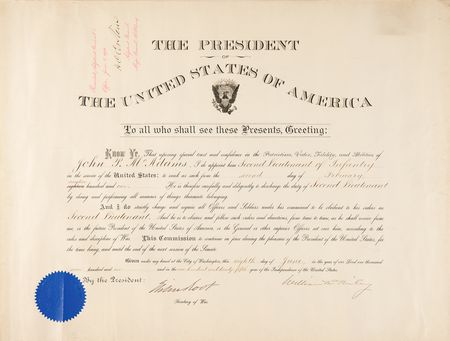 THE PRESIDENT
OF
THE UNITED STATES OF AMERICA
To all who shall see these Presents, Greeting:
Know Ye, That reposing special trust and confidence in the Patriotism, Valor, Fidelity, and Abilities of
John P. McAdams, I do appoint him Second Lieutenant of Infantry
in the service of the United States: to rank as such from the second day of February
hundred and one. He is therefore carefully and diligently to discharge the duty of Second Lieutenant
by doing and performing all manner of things thereunto belonging.
And I do strictly charge and require all Officers and Soldiers under his command to be obedient to his orders as
Second Lieutenant. And he is to observe and follow such orders and directions, from time to time, as he shall receive from
me, or the future President of the United States of America, or the General or other superior Officers set over him, according to the
rules and discipline of War. This Commission to continue in force during the pleasure of the President of the United States, for
the time being, and until the end of the next session of the Senate.
Given under my hand at the City of Washington, this eighth day of June, in the year of our Lord one thousand
nine hundred and one, and in the one hundred and twenty fifth year of the Independence of the United States.
By the President:
Elihu Root
Secretary of War.
William McKinley